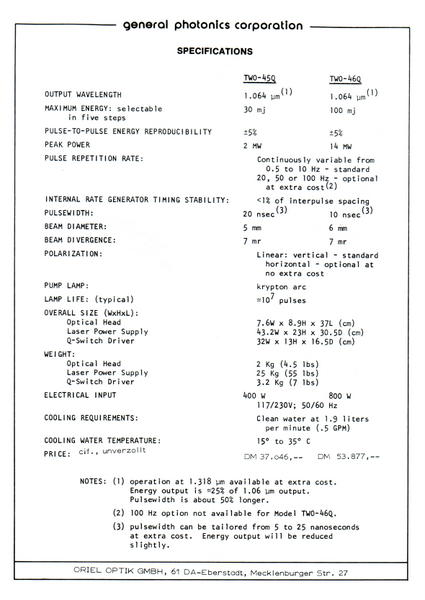 general photonics corporation
SPECIFICATIONS
TWO-45Q TWO-46Q
OUTPUT WAVELENGTH 1.064 µm(1) 1.064 µm(1)
MAXIMUM ENERGY: selectable 30 mj 100 mj
in five steps
PULSE-TO-PULSE ENERGY REPRODUCIBILITY ±5% ±5%
PEAK POWER 2 MW 14 MW
PULSE REPETITION RATE: Continuously variable from
0.5 to 10 Hz - standard
20, 50 or 100 Hz - optional
at extra cost(2)
INTERNAL RATE GENERATOR TIMING STABILITY: <1% of interpulse spacing
PULSEWIDTH: 20 nsec(3) 10 nsec(3)
BEAM DIAMETER: 5 mm 6 mm
BEAM DIVERGENCE: 7 mr 7 mr
POLARIZATION: Linear: vertical - standard
horizontal - optional at
no extra cost
PUMP LAMP: krypton arc
LAMP LIFE: (typical) ≈10⁷ pulses
OVERALL SIZE (WxHxL):
Optical Head 7.6W x 8.9H x 37L (cm)
Laser Power Supply 43.2W x 23H x 30.5D (cm)
Q-Switch Driver 32W x 13H x 16.5D (cm)
WEIGHT:
Optical Head 2 Kg (4.5 lbs)
Laser Power Supply 25 Kg (55 lbs)
Q-Switch Driver 3.2 Kg (7 lbs)
ELECTRICAL INPUT 400 W 800 W
117/230V; 50/60 Hz
COOLING REQUIREMENTS: Clean water at 1.9 liters
per minute (.5 GPM)
COOLING WATER TEMPERATURE: 15° to 35° C
PRICE: cif., unverzollt DM 37.046,-- DM 53.877,--
NOTES: (1) operation at 1.318 µm available at extra cost.
Energy output is ≈25% of 1.06 µm output.
Pulsewidth is about 50% longer.
(2) 100 Hz option not available for Model TWO-46Q.
(3) pulsewidth can be tailored from 5 to 25 nanoseconds
at extra cost. Energy output will be reduced
slightly.
ORIEL OPTIK GMBH, 61 DA-Eberstadt, Mecklenburger Str. 27